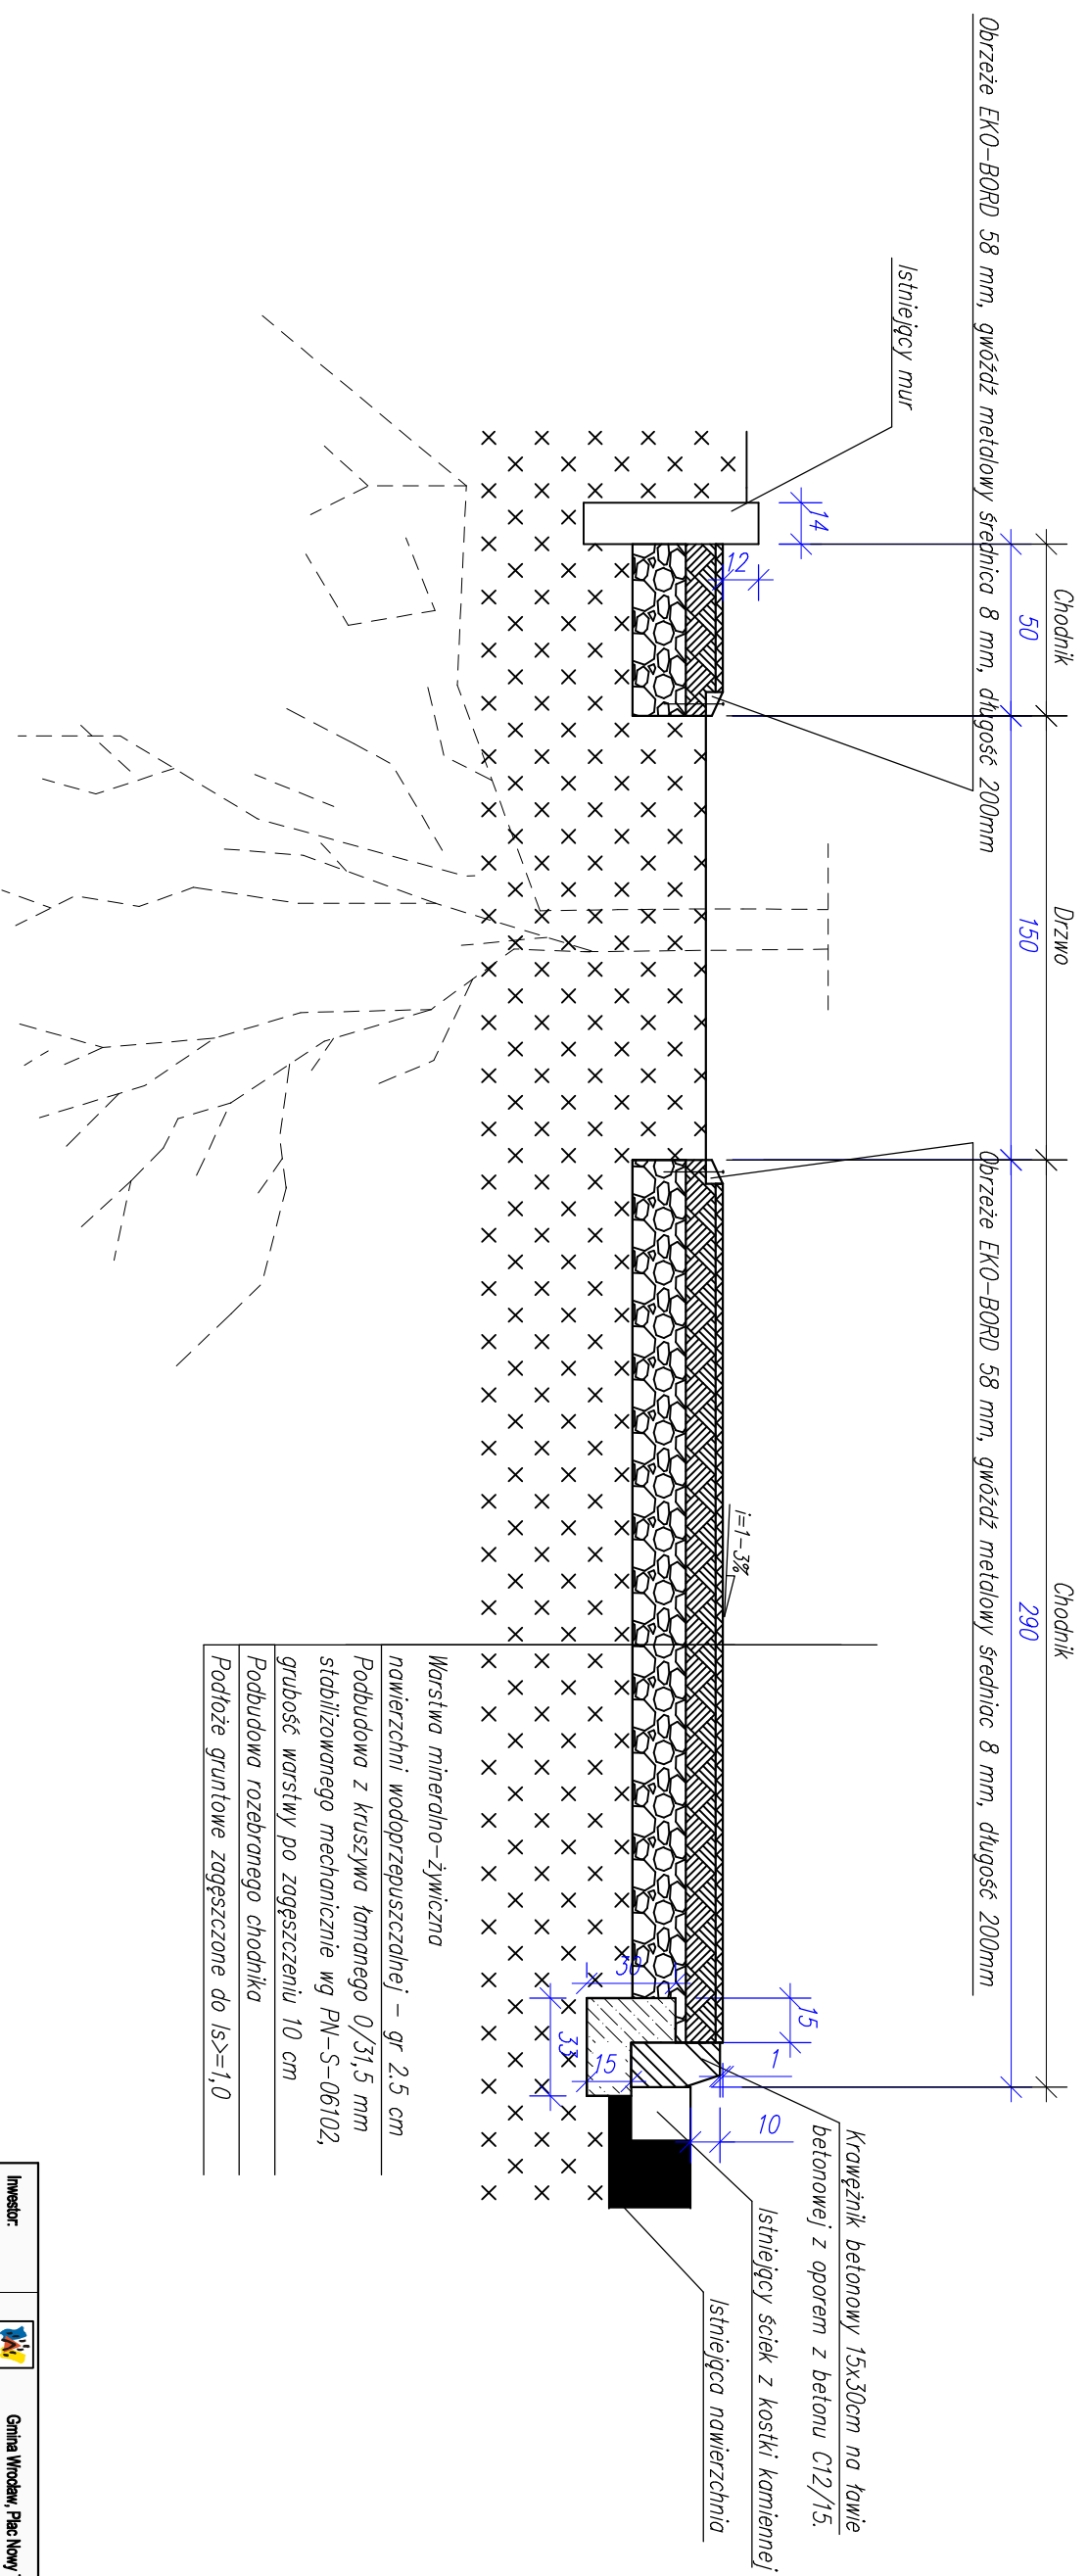 Chodnik
Drzwo
Chodnik
50
150
290
Obrzeże EKO-BORD 58 mm, gwóźdź metalowy średnica 8 mm, długość 200mm
Obrzeże EKO-BORD 58 mm, gwóźdź metalowy średniac 8 mm, długość 200mm
Istniejący mur
14
12
i=1-3%
30
15
33
15
1
10
Krawężnik betonowy 15x30cm na ławie
betonowej z oporem z betonu C12/15.
Istniejący ściek z kostki kamiennej
Istniejąca nawierzchnia
Warstwa mineralno-żywiczna
nawierzchni wodoprzepuszczalnej - gr 2.5 cm
Podbudowa z kruszywa łamanego 0/31,5 mm
stabilizowanego mechanicznie wg PN-S-06102,
grubość warstwy po zagęszczeniu 10 cm
Podbudowa rozebranego chodnika
Podłoże gruntowe zagęszczone do Is>=1,0
Inwestor:
Gmina Wrocław, Plac Nowy